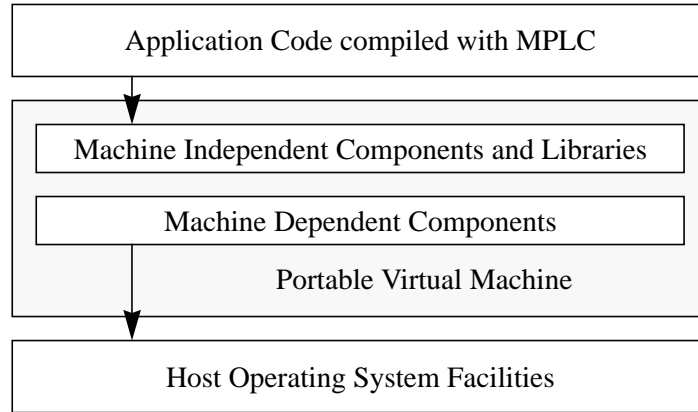 Application Code compiled with MPLC
Machine Independent Components and Libraries
Machine Dependent Components
Portable Virtual Machine
Host Operating System Facilities